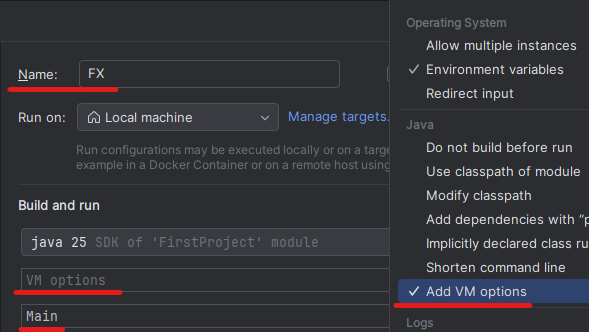 Name: FX
Run on: Local machine Manage targets.
Run configurations may be executed locally or on a targe
example in a Docker Container or on a remote host using
Build and run
java 25 SDK of 'FirstProject' module
VM options
Main
Operating System
Allow multiple instances
Environment variables
Redirect input
Java
Do not build before run
Use classpath of module
Modify classpath
Add dependencies with “p
Implicitly declared class ru
Shorten command line
Add VM options
Logs